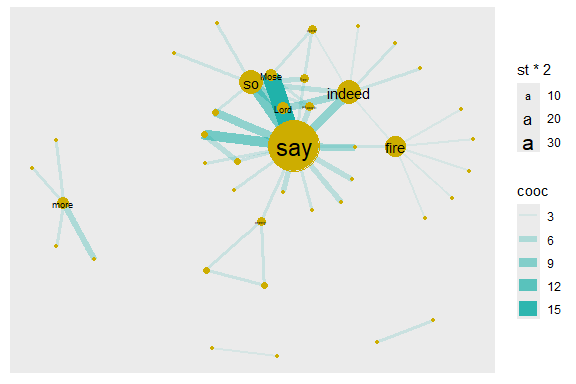 so
Mose
Lord
indeed
say
fire
more
st * 2
a 10
a 20
a 30
cooc
3
6
9
12
15